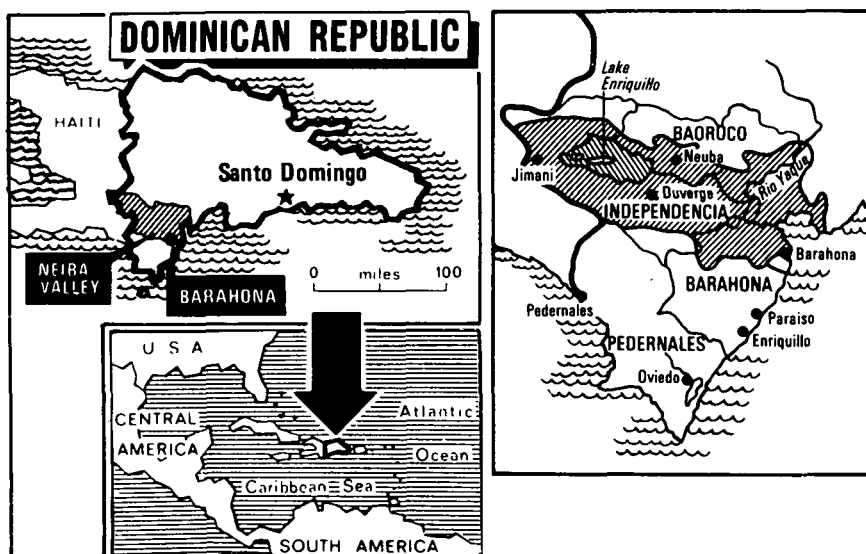 DOMINICAN REPUBLIC
HAITI
Santo Domingo
NEIRA
VALLEY
BARAHONA
0 miles 100
U S A
CENTRAL
AMERICA
Atlantic
Ocean
Caribbean Sea
SOUTH AMERICA
Lake
Enriquillo
BAORUCO
Neuba
Jimani
Rio Yaque
Duverge
INDEPENDENCIA
Barahona
BARAHONA
Pedernales
Paraiso
Enriquillo
PEDERNALES
Oviedo